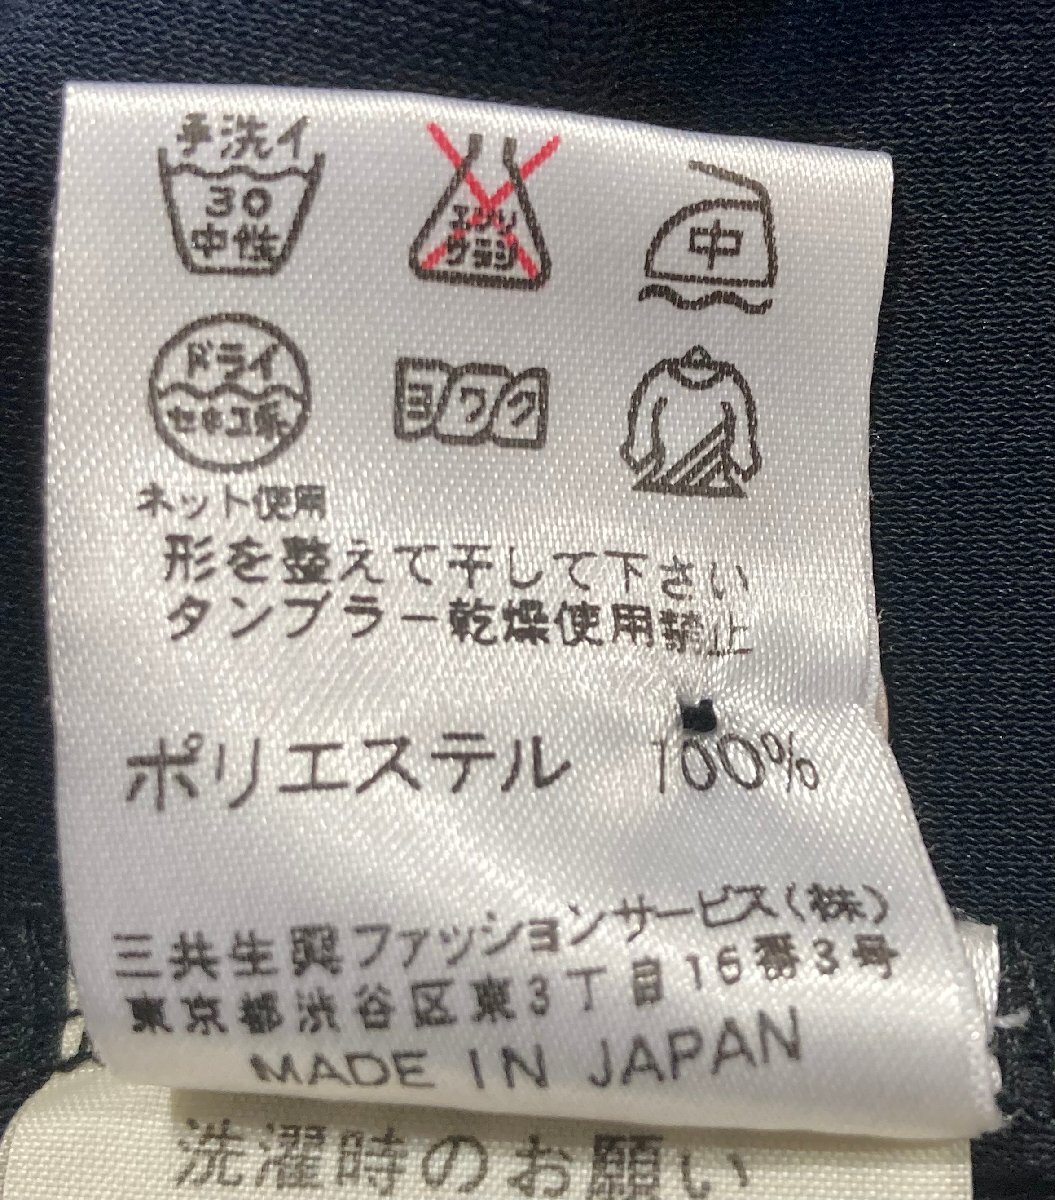 手洗イ
30
中性
エンソ
サラシ
中
ドライ
セキユ系
ヨワク
ネット使用
形を整えて干して下さい
タンブラー乾燥使用禁止
ポリエステル 100%
三共生興ファッションサービス(株)
東京都渋谷区東3丁目16番3号
MADE IN JAPAN
洗濯時のお願い